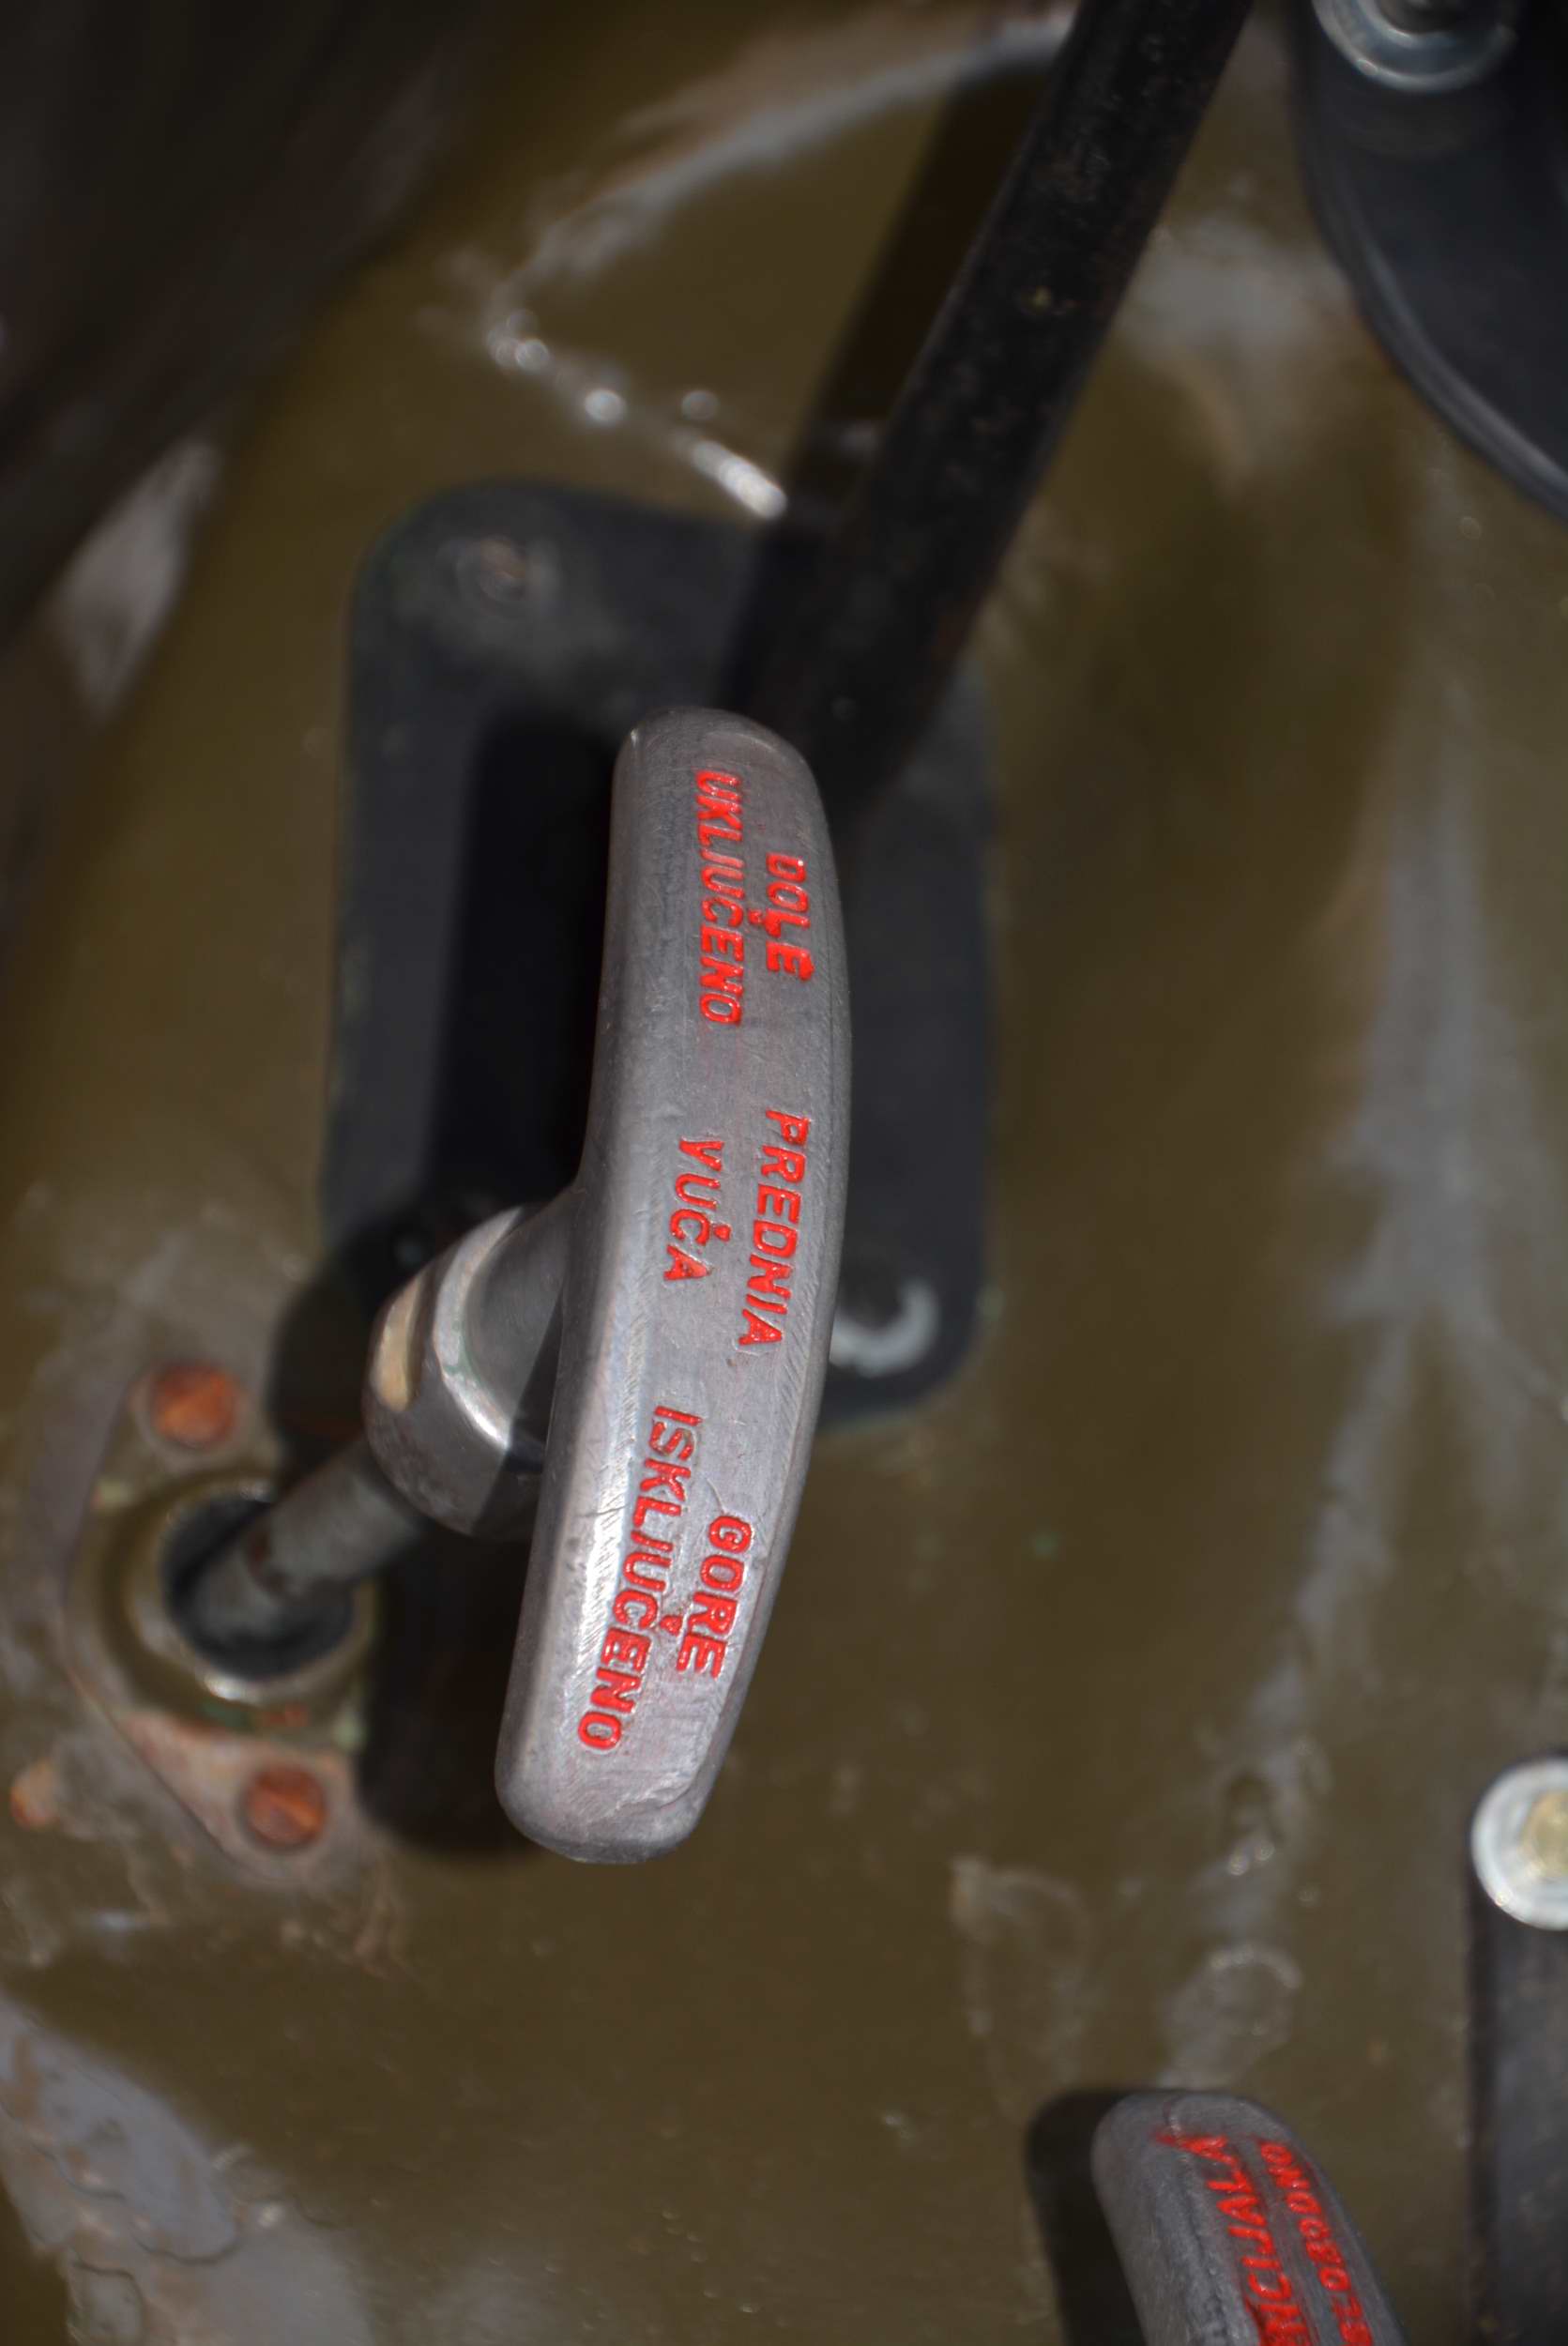 DOLE
UKLJUČENO
PREDNJA
VUČA
GORE
ISKLJUČENO